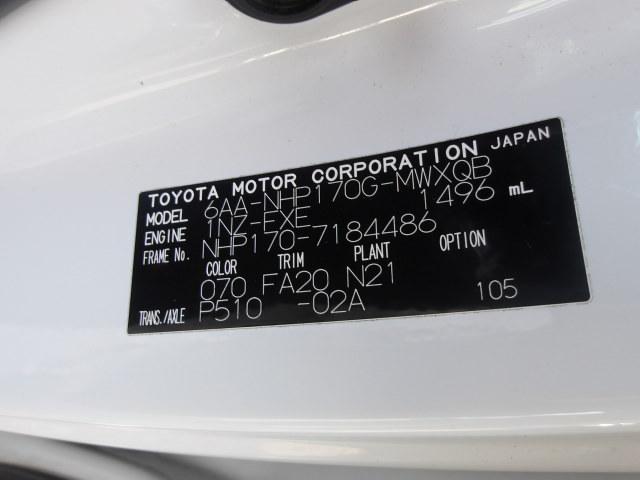 TOYOTA MOTOR CORPORATION JAPAN
MODEL 6AA-NHP170G-MWXQB
ENGINE 1NZ-EXE 1496 mL
FRAME No. NHP170-7184486
COLOR TRIM PLANT OPTION
070 FA20 N21
TRANS./AXLE P510 -02A 105